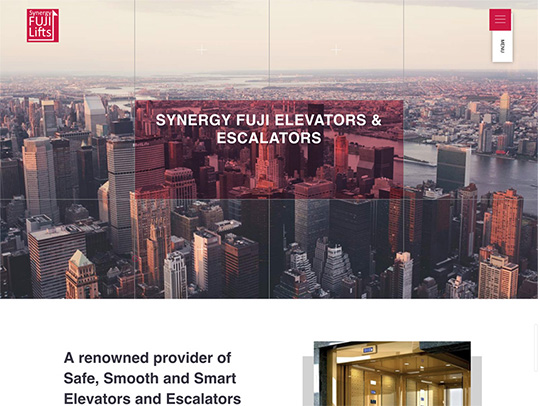 Synergy
FUJI
Lifts
MENU
SYNERGY FUJI ELEVATORS &
ESCALATORS
A renowned provider of
Safe, Smooth and Smart
Elevators and Escalators